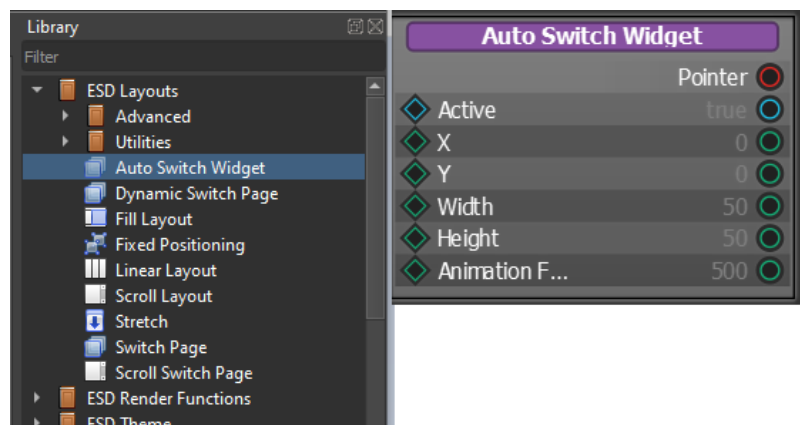 Library
Filter
ESD Layouts
Advanced
Utilities
Auto Switch Widget
Dynamic Switch Page
Fill Layout
Fixed Positioning
Linear Layout
Scroll Layout
Stretch
Switch Page
Scroll Switch Page
ESD Render Functions
ESD Theme
Auto Switch Widget
Pointer
Active true
X 0
Y 0
Width 50
Height 50
Animation F... 500